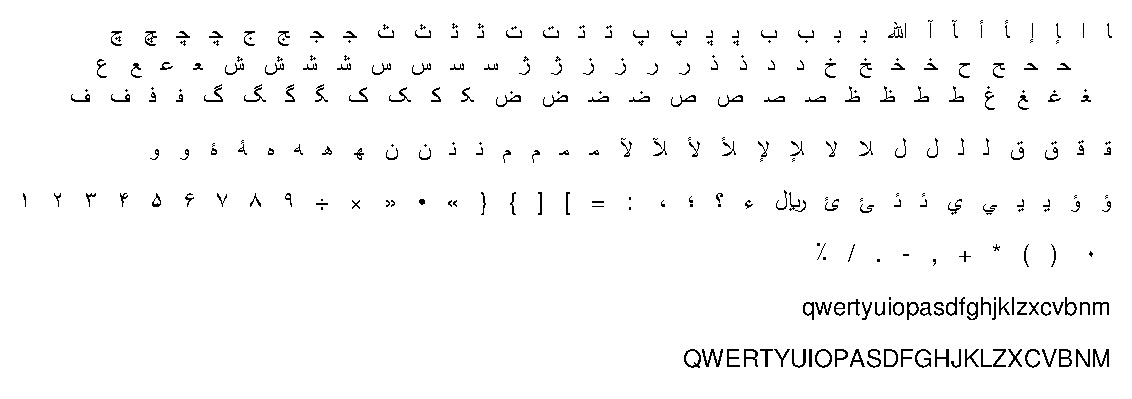 ا ا إ إ أ أ آ آ الله ب ب ب ب پ پ پ پ ت ت ت ت ث ث ث ث ج ج ج ج چ چ چ چ
ح ح ح ح خ خ خ خ د د ذ ذ ر ر ز ز ژ ژ س س س س ش ش ش ش ع ع ع ع
غ غ غ غ ط ط ظ ظ ص ص ص ص ض ض ض ض ک ک ک ک گ گ گ گ ف ف ف ف
ق ق ق ق ل ل ل ل لا لا لإ لإ لأ لأ لآ لآ م م م م ن ن ن ن ه ه ه ه ۀ ة و و
ؤ ؤ ي ي ي ي ئ ئ ئ ئ ریال ء ؟ ؛ ، : = [ ] { } « • » × ÷ ۹ ۸ ۷ ۶ ۵ ۴ ۳ ۲ ۱
۰ ( ) * + , - . / ٪
qwertyuiopasdfghjklzxcvbnm
QWERTYUIOPASDFGHJKLZXCVBNM